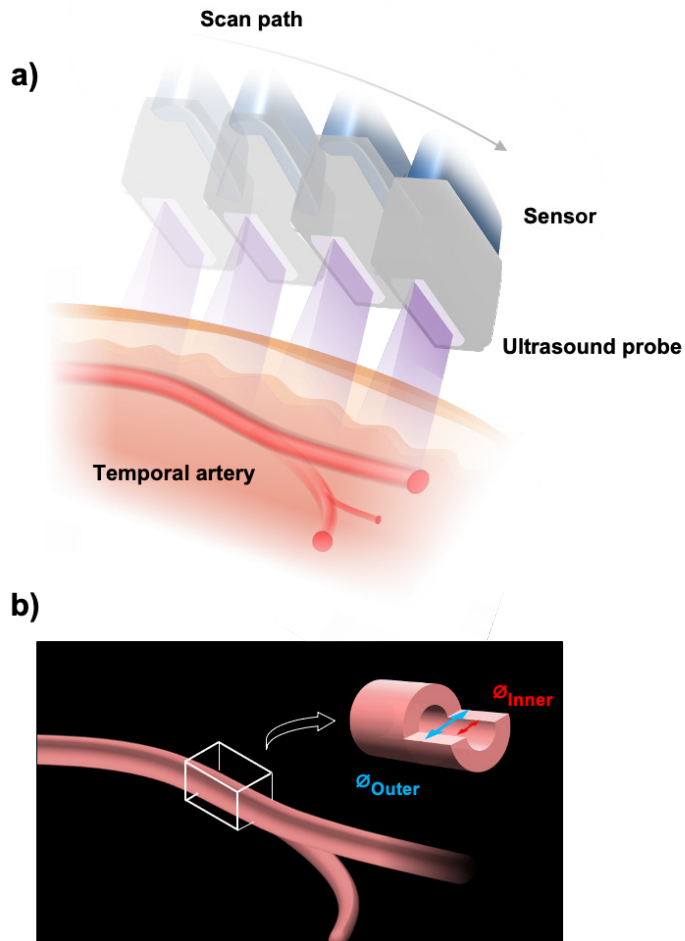 Scan path
a)
Sensor
Ultrasound probe
Temporal artery
b)
ØInner
ØOuter